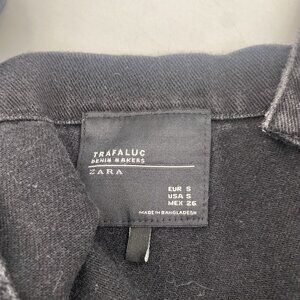 TRAFALUC
DENIM MAKERS
ZARA
EUR S
USA S
MEX 26
MADE IN BANGLADESH